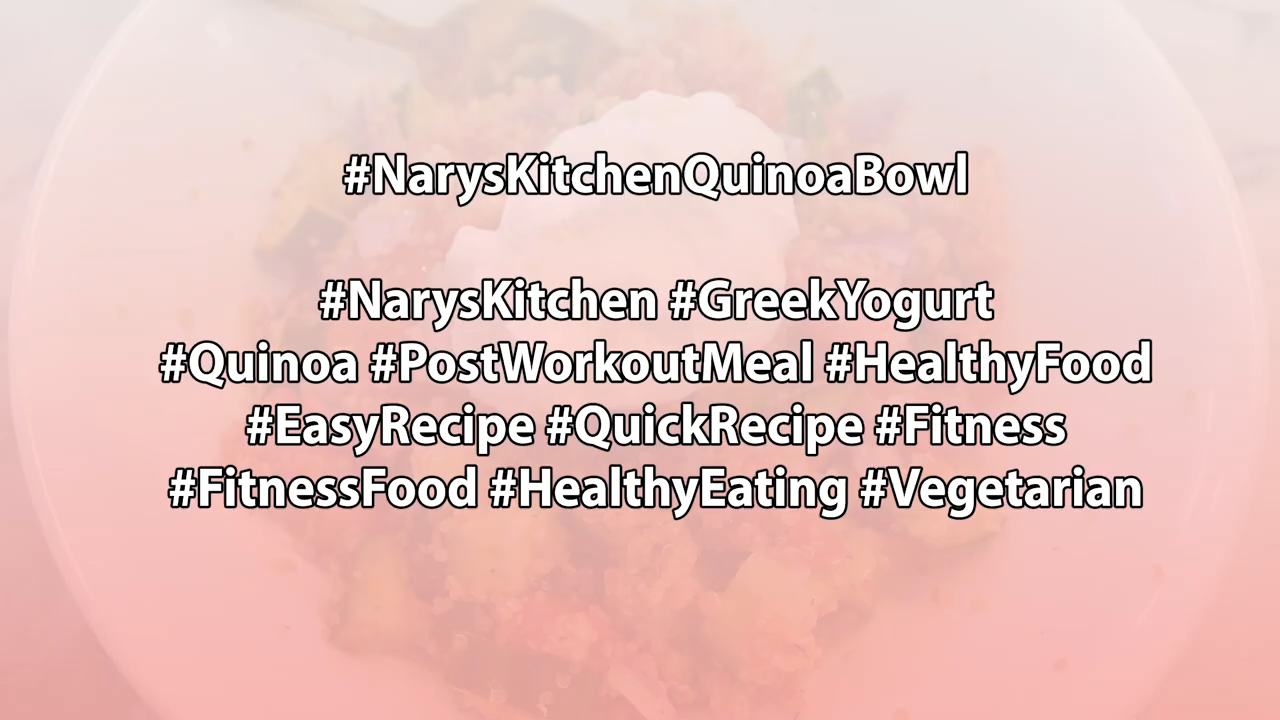 #NarysKitchenQuinoaBowl
#NarysKitchen #GreekYogurt
#Quinoa #PostWorkoutMeal #HealthyFood
#EasyRecipe #QuickRecipe #Fitness
#FitnessFood #HealthyEating #Vegetarian